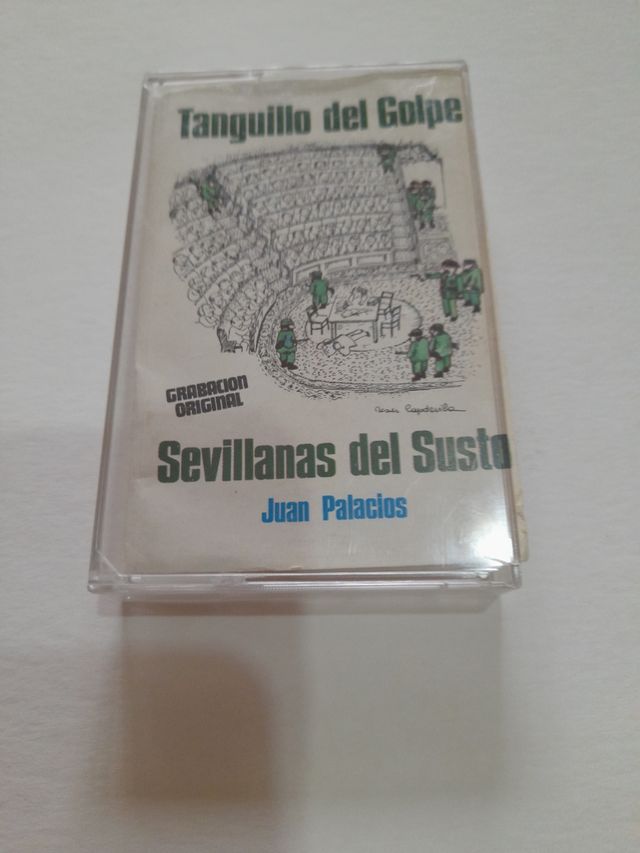 Tanguillo del Golpe
GRABACION
ORIGINAL
Sevillanas del Susto
Juan Palacios